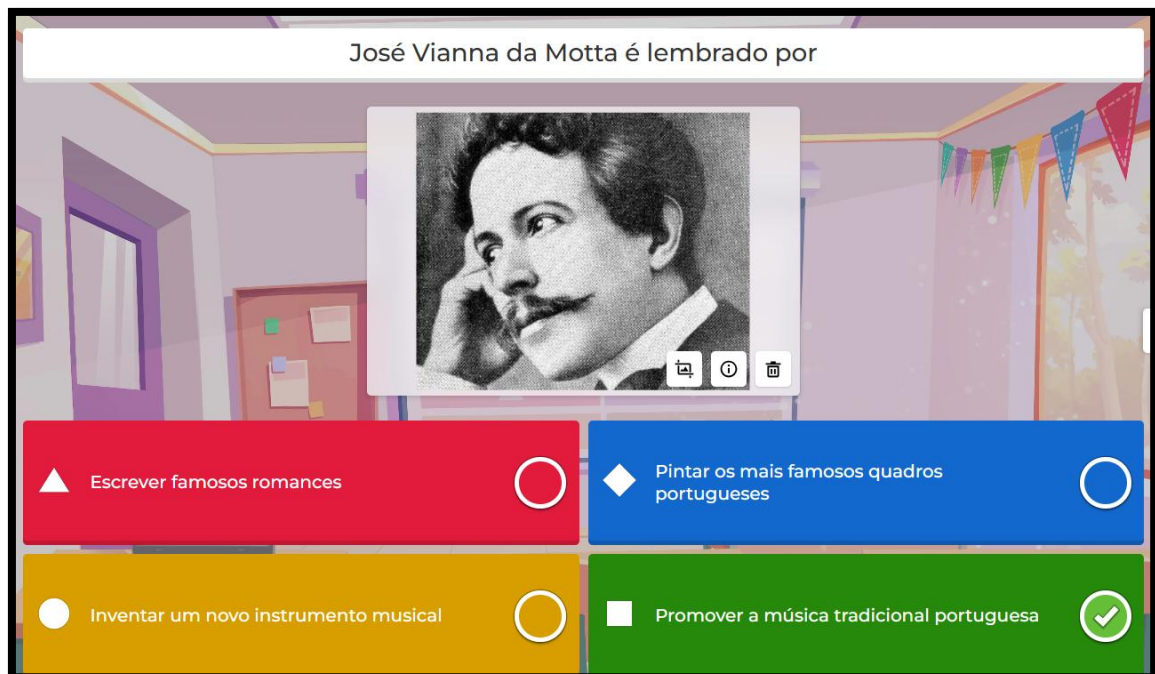 José Vianna da Motta é lembrado por
Escrever famosos romances
Pintar os mais famosos quadros
portugueses
Inventar um novo instrumento musical
Promover a música tradicional portuguesa